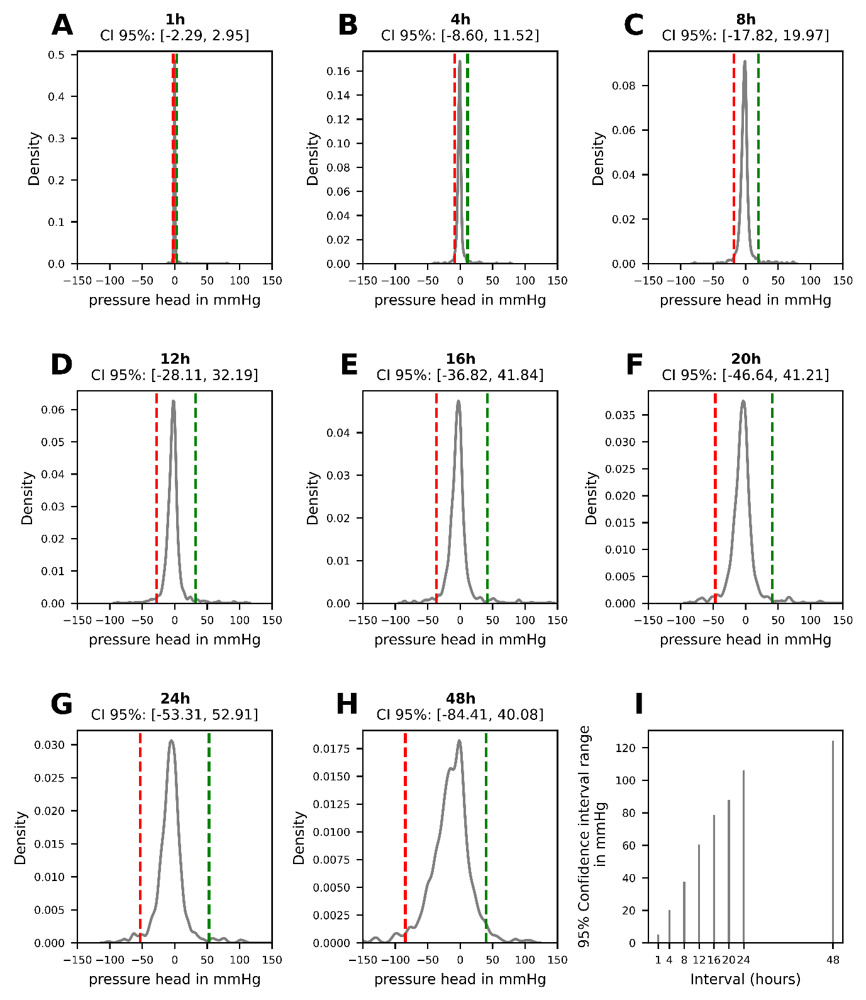 A
1h
CI 95%: [-2.29, 2.95]
0.5
0.4
0.3
0.2
0.1
0.0
Density
−150 −100 −50 0 50 100 150
pressure head in mmHg
B
4h
CI 95%: [-8.60, 11.52]
0.16
0.14
0.12
0.10
0.08
0.06
0.04
0.02
0.00
Density
−150 −100 −50 0 50 100 150
pressure head in mmHg
C
8h
CI 95%: [-17.82, 19.97]
0.08
0.06
0.04
0.02
0.00
Density
−150 −100 −50 0 50 100 150
pressure head in mmHg
D
12h
CI 95%: [-28.11, 32.19]
0.06
0.05
0.04
0.03
0.02
0.01
0.00
Density
−150 −100 −50 0 50 100 150
pressure head in mmHg
E
16h
CI 95%: [-36.82, 41.84]
0.04
0.03
0.02
0.01
0.00
Density
−150 −100 −50 0 50 100 150
pressure head in mmHg
F
20h
CI 95%: [-46.64, 41.21]
0.035
0.030
0.025
0.020
0.015
0.010
0.005
0.000
Density
−150 −100 −50 0 50 100 150
pressure head in mmHg
G
24h
CI 95%: [-53.31, 52.91]
0.030
0.025
0.020
0.015
0.010
0.005
0.000
Density
−150 −100 −50 0 50 100 150
pressure head in mmHg
H
48h
CI 95%: [-84.41, 40.08]
0.0175
0.0150
0.0125
0.0100
0.0075
0.0050
0.0025
0.0000
Density
−150 −100 −50 0 50 100 150
pressure head in mmHg
I
120
100
80
60
40
20
0
95% Confidence interval range
in mmHg
1 4 8 12 16 20 24 48
Interval (hours)